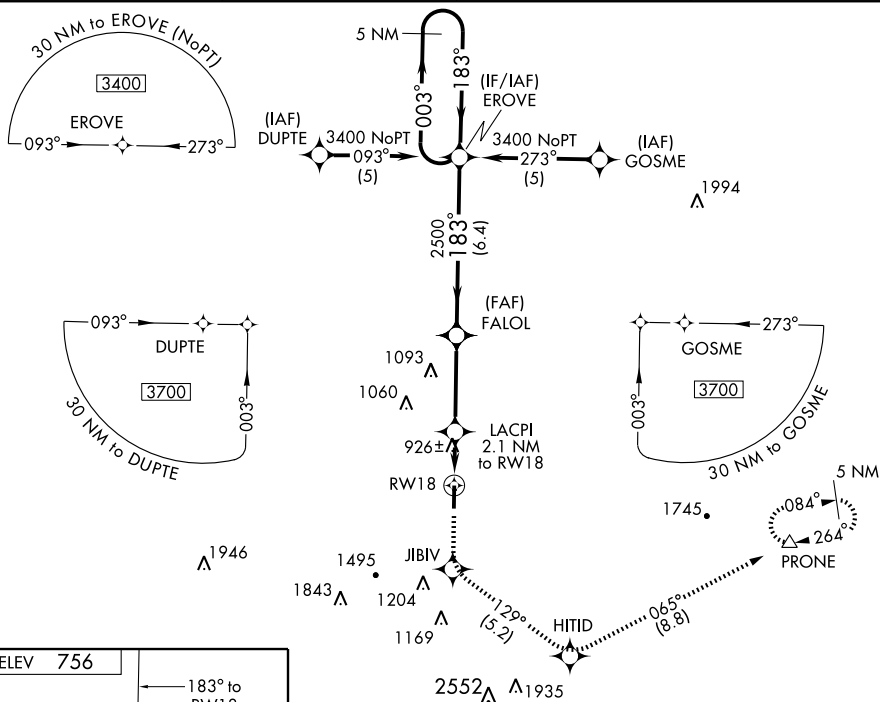 30 NM to EROVE (NoPT)
3400
EROVE
093°
273°
5 NM
003°
183°
(IF/IAF)
EROVE
(IAF)
DUPTE
3400 NoPT
093°
(5)
3400 NoPT
273°
(5)
(IAF)
GOSME
1994
2500
183°
(6.4)
(FAF)
FALOL
093°
DUPTE
3700
003°
30 NM to DUPTE
273°
GOSME
3700
003°
30 NM to GOSME
1093
1060
926±
LACPI
2.1 NM
to RW18
RW18
1745
5 NM
084°
264°
PRONE
1946
1495
1843
JIBIV
1204
1169
129°
(5.2)
HITID
065°
(8.8)
2552
1935
ELEV 756
183° to
RW18